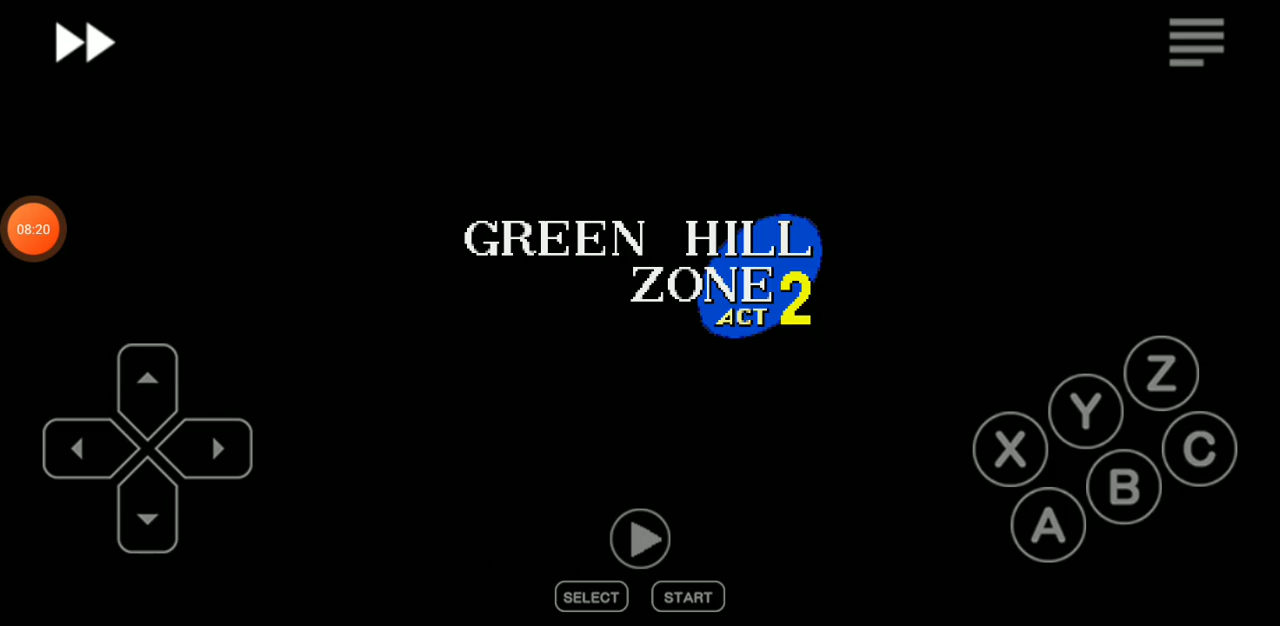 08:20
GREEN HILL
ZONE
ACT 2
Z
Y
X
C
B
A
SELECT
START